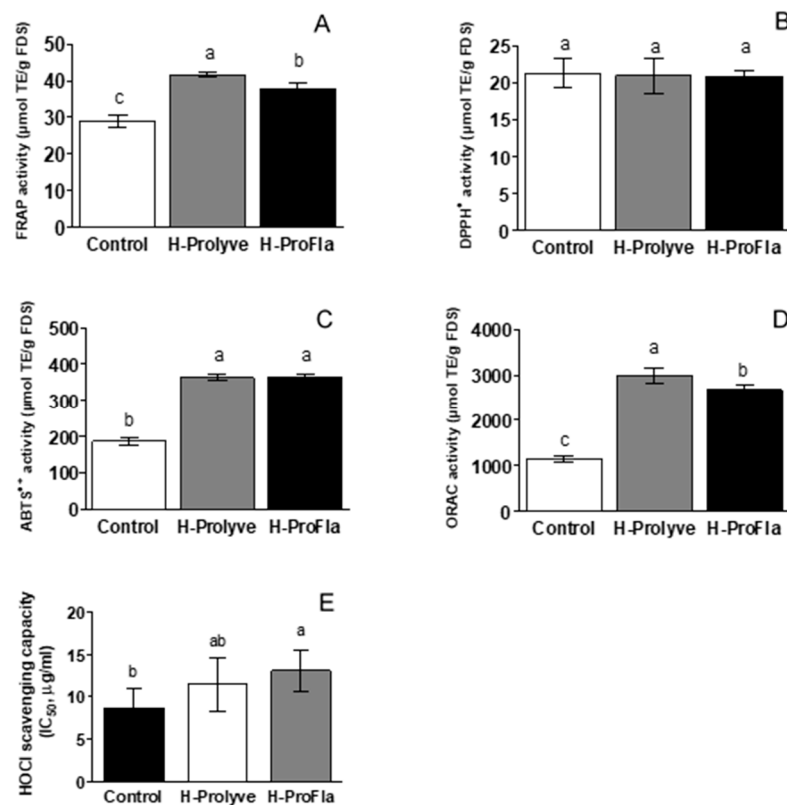 A
FRAP activity (μmol TE/g FDS)
50
40
30
20
10
0
c
a
b
Control H-Prolyve H-ProFla
B
DPPH• activity (μmol TE/g FDS)
25
20
15
10
5
0
a
a
a
Control H-Prolyve H-ProFla
C
ABTS•+ activity (μmol TE/g FDS)
500
400
300
200
100
0
b
a
a
Control H-Prolyve H-ProFla
D
ORAC activity (μmol TE/g FDS)
4000
3000
2000
1000
0
c
a
b
Control H-Prolyve H-ProFla
E
HOCl scavenging capacity
(IC50, μg/ml)
20
15
10
5
0
b
ab
a
Control H-Prolyve H-ProFla